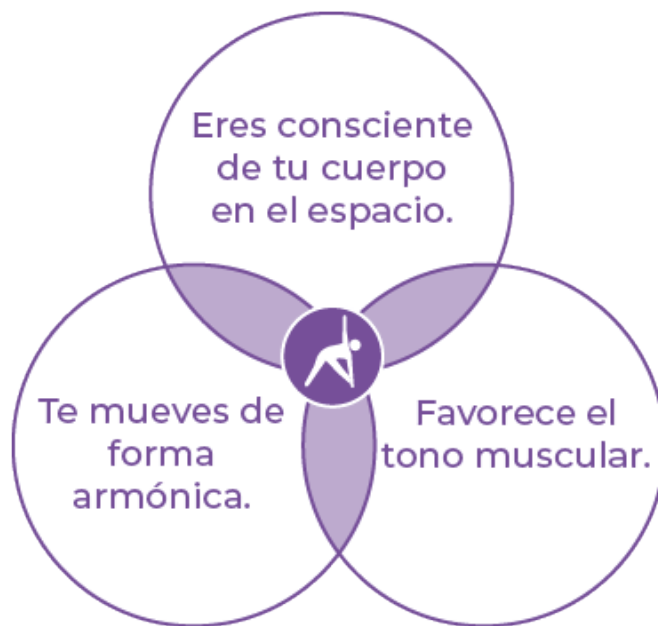 Eres consciente
de tu cuerpo
en el espacio.
Te mueves de
forma
armónica.
Favorece el
tono muscular.